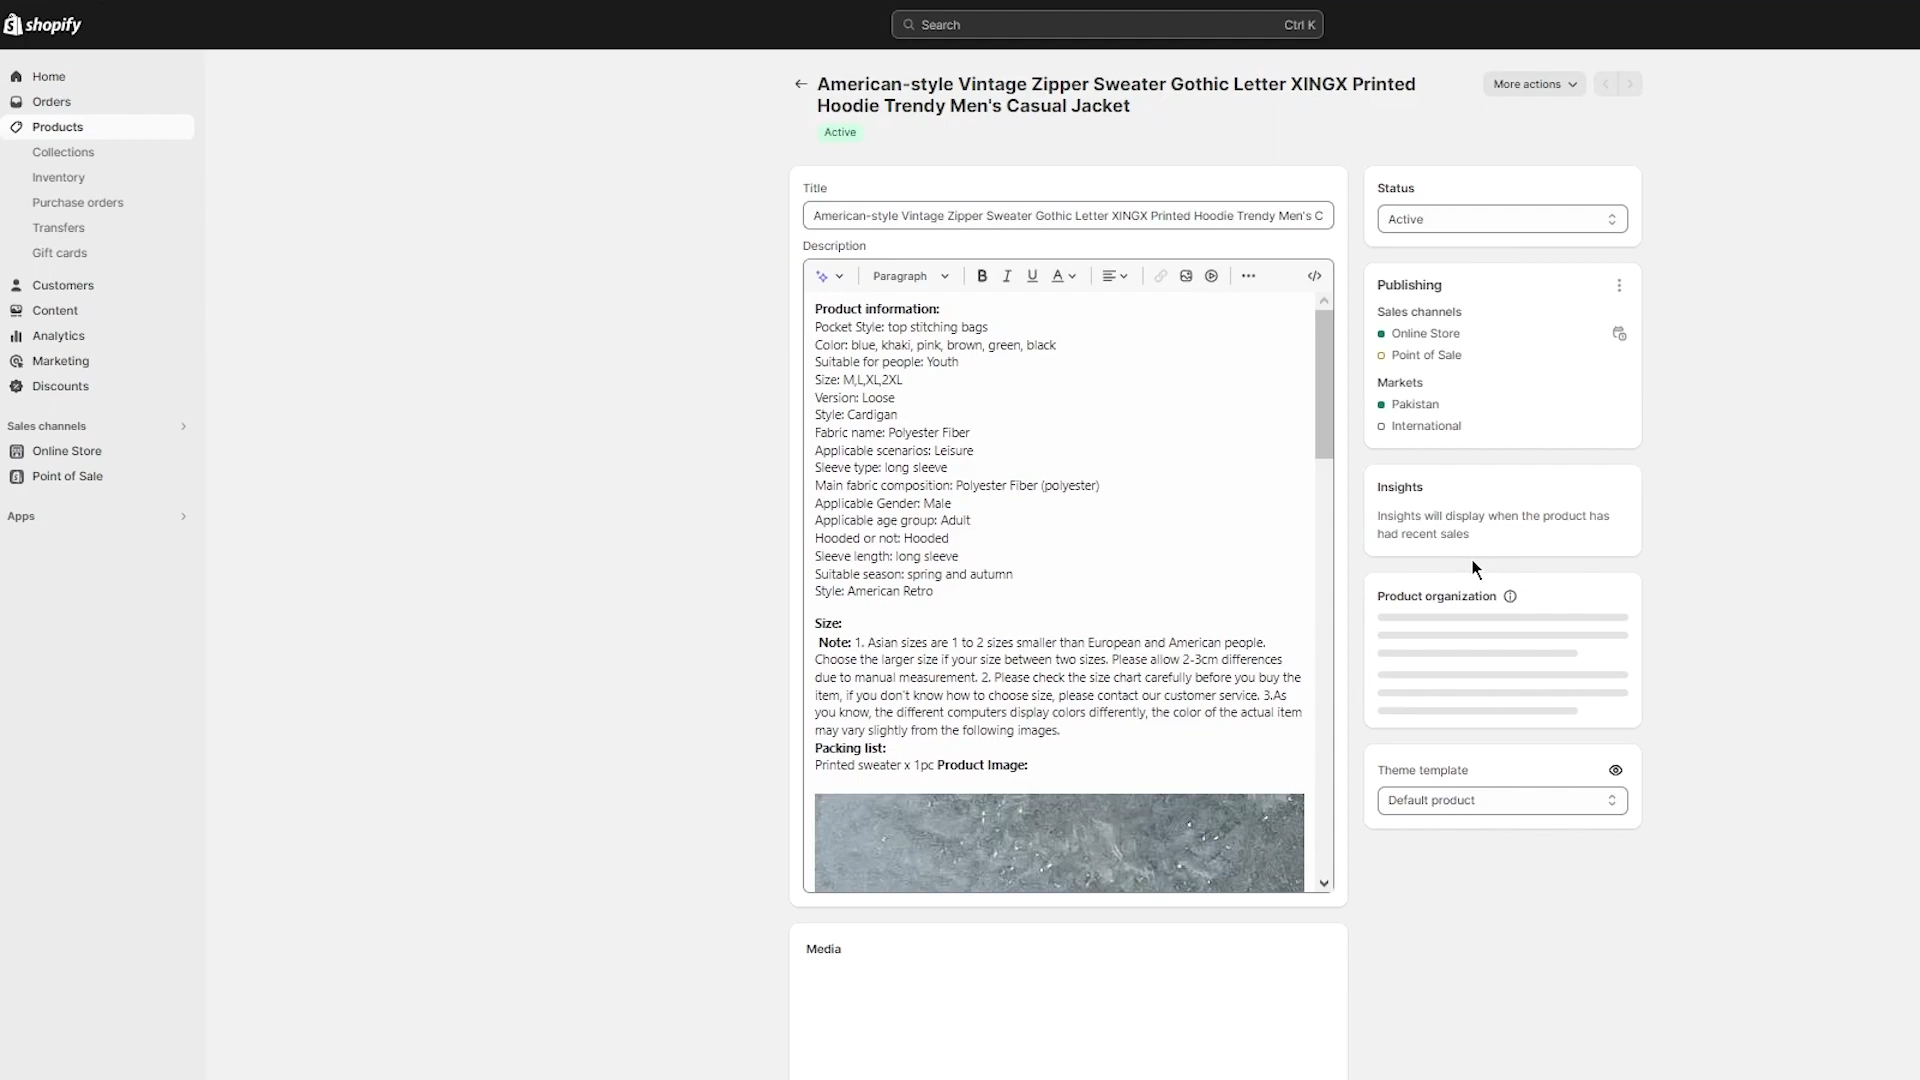 shopify
Search
Ctrl K
Home
Orders
Products
Collections
Inventory
Purchase orders
Transfers
Gift cards
Customers
Content
Analytics
Marketing
Discounts
Sales channels
Online Store
Point of Sale
Apps
American-style Vintage Zipper Sweater Gothic Letter XINGX Printed
Hoodie Trendy Men's Casual Jacket
Active
More actions
Title
American-style Vintage Zipper Sweater Gothic Letter XINGX Printed Hoodie Trendy Men's C
Description
Paragraph
B I U A
Product information:
Pocket Style: top stitching bags
Color: blue, khaki, pink, brown, green, black
Suitable for people: Youth
Size: M,L,XL,2XL
Version: Loose
Style: Cardigan
Fabric name: Polyester Fiber
Applicable scenarios: Leisure
Sleeve type: long sleeve
Main fabric composition: Polyester Fiber (polyester)
Applicable Gender: Male
Applicable age group: Adult
Hooded or not: Hooded
Sleeve length: long sleeve
Suitable season: spring and autumn
Style: American Retro
Size:
Note: 1. Asian sizes are 1 to 2 sizes smaller than European and American people.
Choose the larger size if your size between two sizes. Please allow 2-3cm differences
due to manual measurement. 2. Please check the size chart carefully before you buy the
item, if you don't know how to choose size, please contact our customer service. 3.As
you know, the different computers display colors differently, the color of the actual item
may vary slightly from the following images.
Packing list:
Printed sweater x 1pc Product Image:
Media
Status
Active
Publishing
Sales channels
Online Store
Point of Sale
Markets
Pakistan
International
Insights
Insights will display when the product has
had recent sales
Product organization
Theme template
Default product